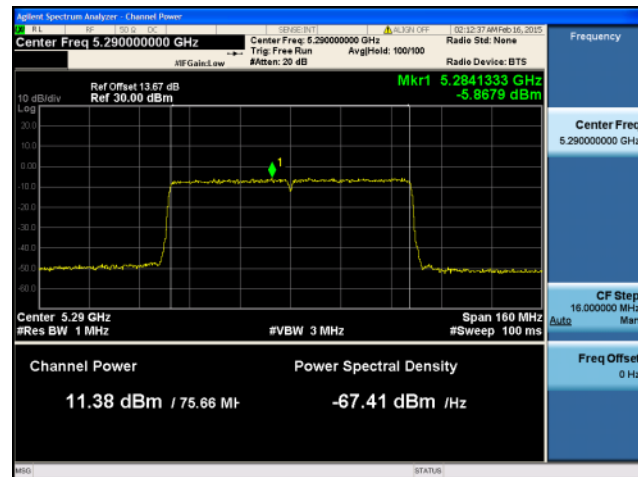 Agilent Spectrum Analyzer - Channel Power
RL RF 50 Ω DC SENSE:INT ALIGN OFF 02:12:37 AM Feb 16, 2015
Center Freq 5.290000000 GHz
Center Freq: 5.290000000 GHz
Radio Std: None
Trig: Free Run Avg|Hold: 100/100
#IFGain:Low #Atten: 20 dB Radio Device: BTS
Frequency
Ref Offset 13.67 dB
Mkr1 5.2841333 GHz
10 dB/div Ref 30.00 dBm -5.8679 dBm
Log
20.0
10.0
0.00
-10.0
-20.0
-30.0
-40.0
-50.0
-60.0
1
Center Freq
5.290000000 GHz
Center 5.29 GHz Span 160 MHz
#Res BW 1 MHz #VBW 3 MHz #Sweep 100 ms
CF Step
16.000000 MHz
Auto Man
Channel Power Power Spectral Density
11.38 dBm / 75.66 MH -67.41 dBm /Hz
Freq Offset
0 Hz
MSG STATUS